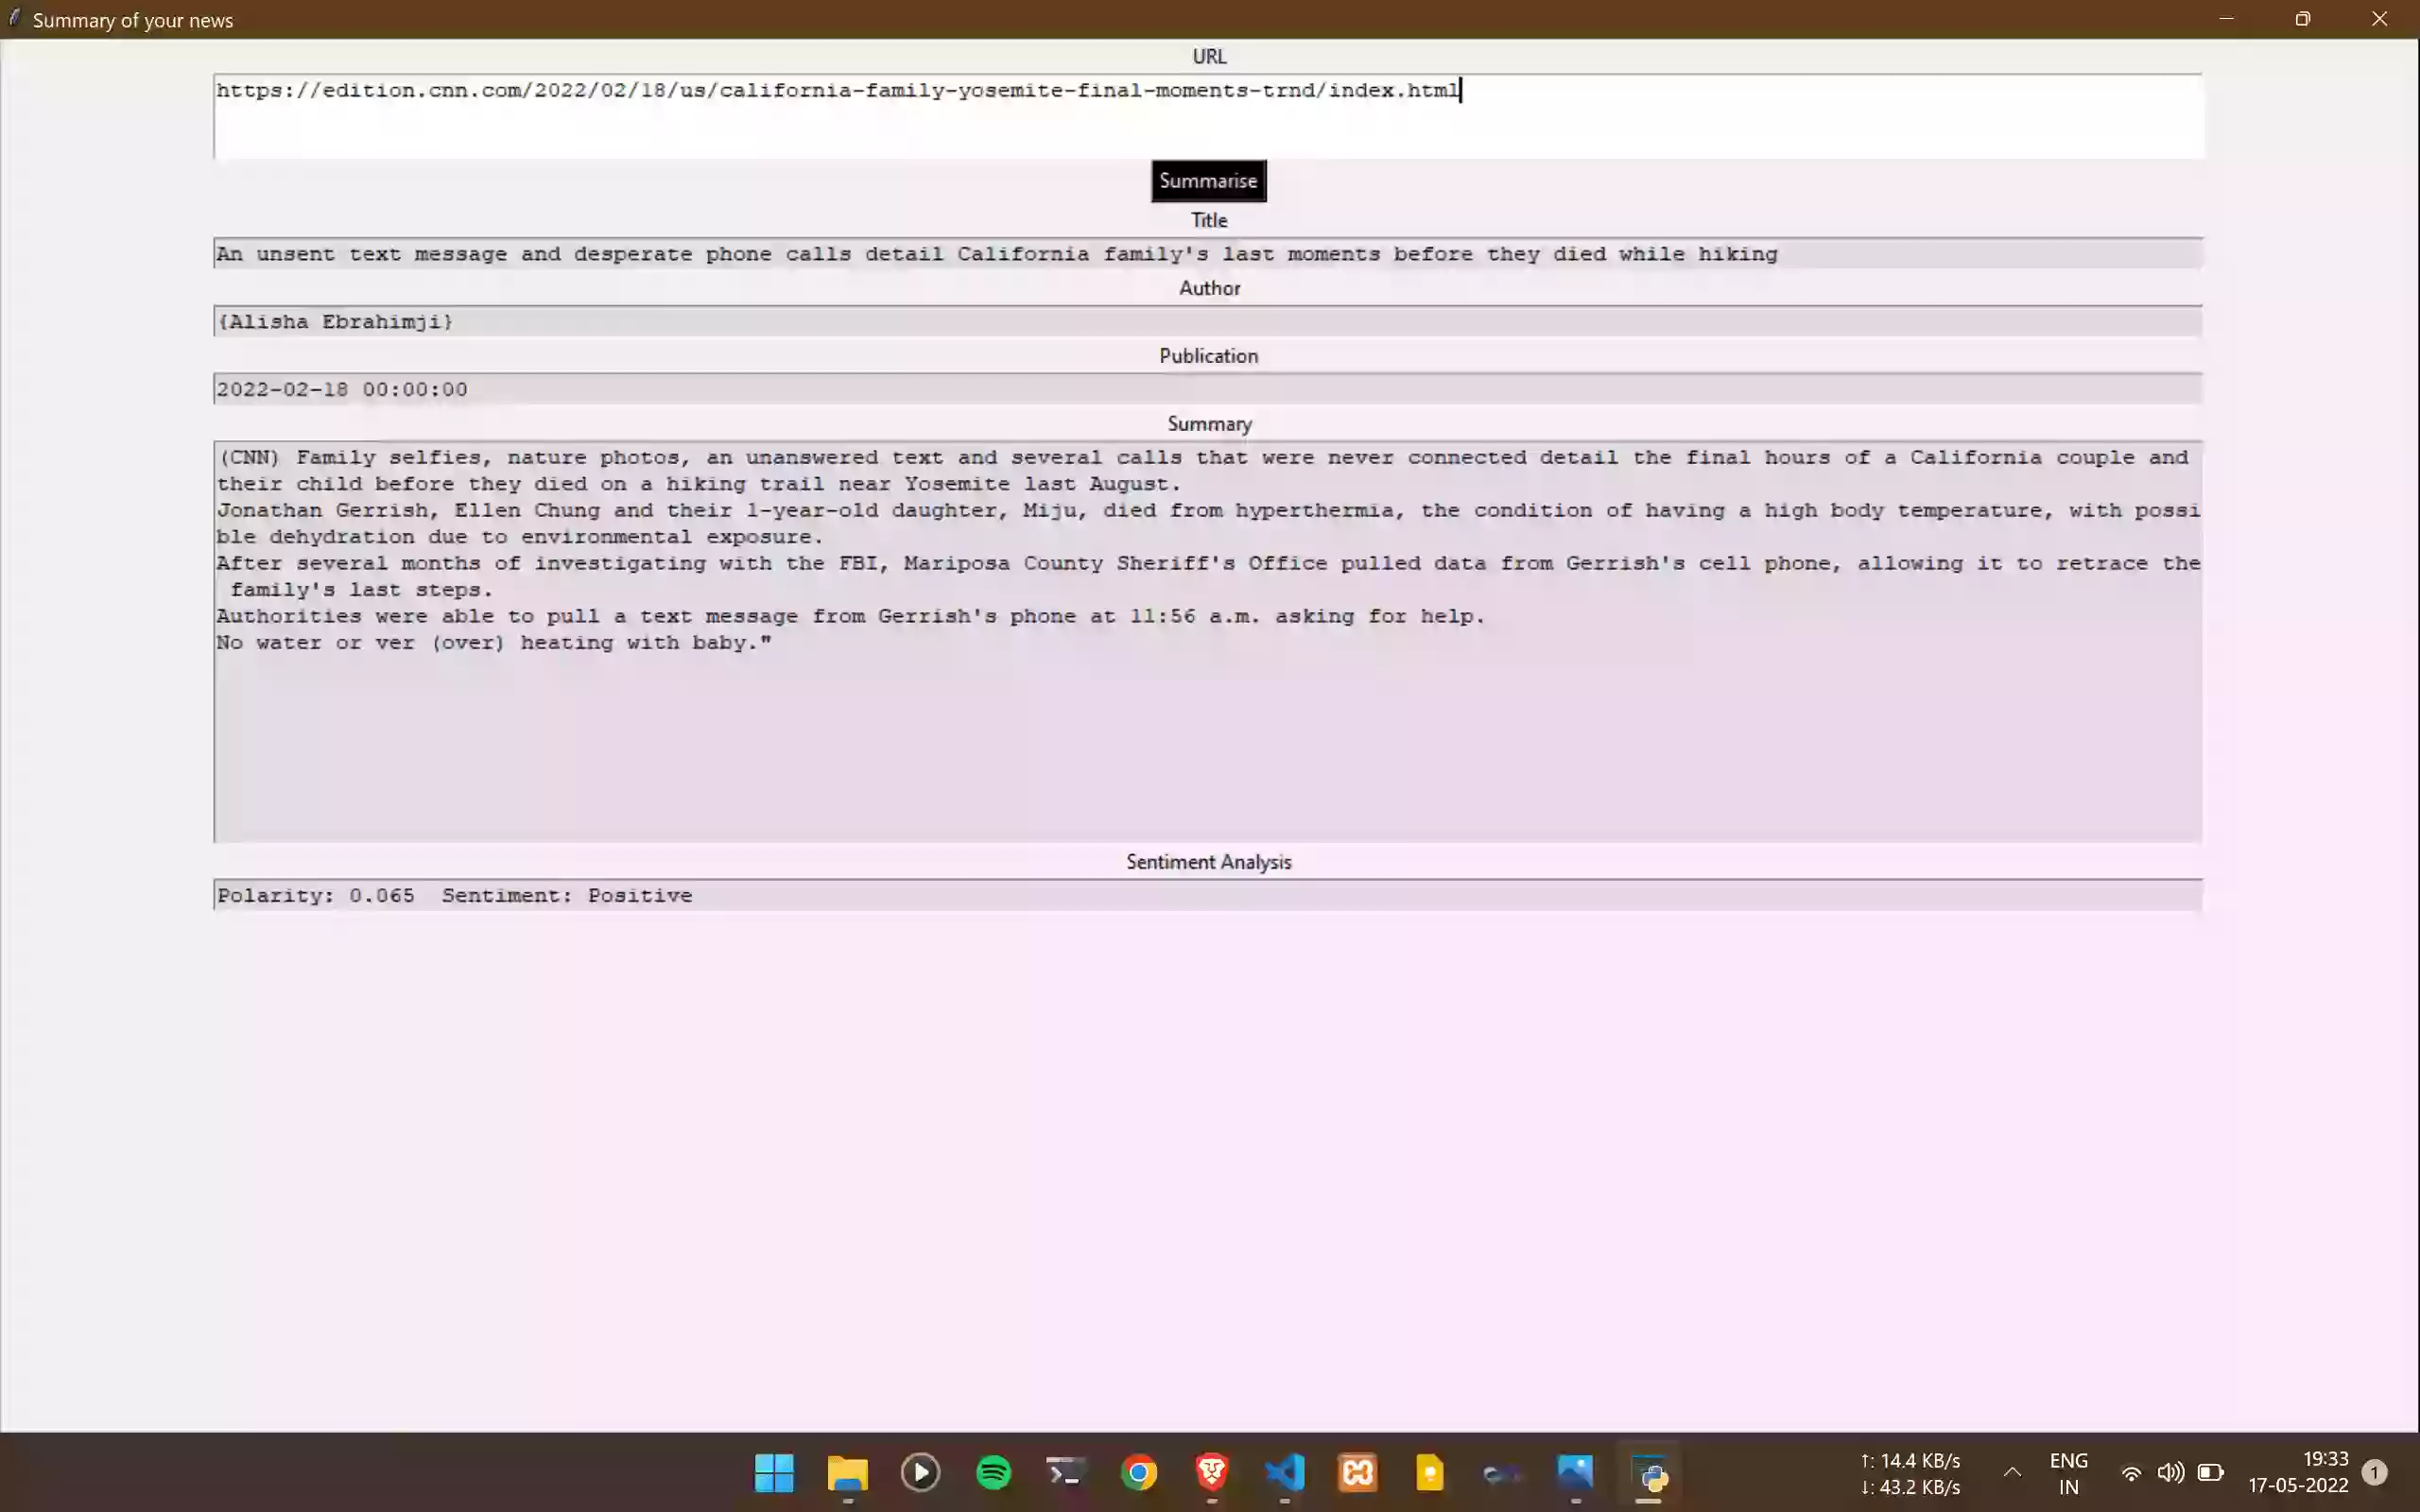 Summary of your news
URL
https://edition.cnn.com/2022/02/18/us/california-family-yosemite-final-moments-trnd/index.html
Summarise
Title
An unsent text message and desperate phone calls detail California family's last moments before they died while hiking
Author
{Alisha Ebrahimji}
Publication
2022-02-18 00:00:00
Summary
(CNN) Family selfies, nature photos, an unanswered text and several calls that were never connected detail the final hours of a California couple and
their child before they died on a hiking trail near Yosemite last August.
Jonathan Gerrish, Ellen Chung and their 1-year-old daughter, Miju, died from hyperthermia, the condition of having a high body temperature, with possi
ble dehydration due to environmental exposure.
After several months of investigating with the FBI, Mariposa County Sheriff's Office pulled data from Gerrish's cell phone, allowing it to retrace the
family's last steps.
Authorities were able to pull a text message from Gerrish's phone at 11:56 a.m. asking for help.
No water or ver (over) heating with baby."
Sentiment Analysis
Polarity: 0.065  Sentiment: Positive
↑: 14.4 KB/s
↓: 43.2 KB/s
ENG
IN
19:33
17-05-2022
1